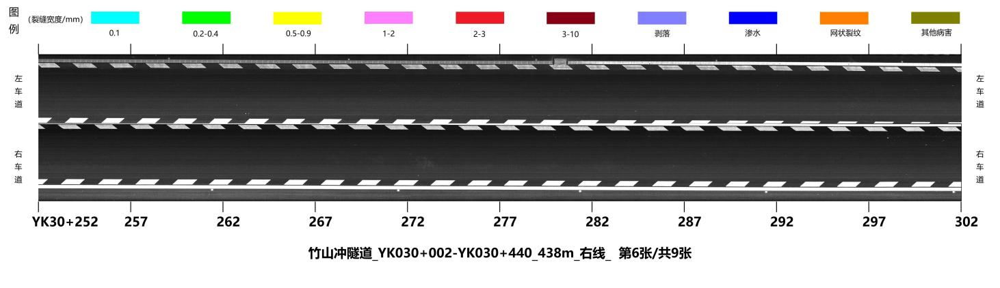 图例
(裂缝宽度/mm)
0.1
0.2-0.4
0.5-0.9
1-2
2-3
3-10
剥落
渗水
网状裂纹
其他病害
左车道
左车道
右车道
右车道
YK30+252 257 262 267 272 277 282 287 292 297 302
竹山冲隧道_YK030+002-YK030+440_438m_右线_ 第6张/共9张